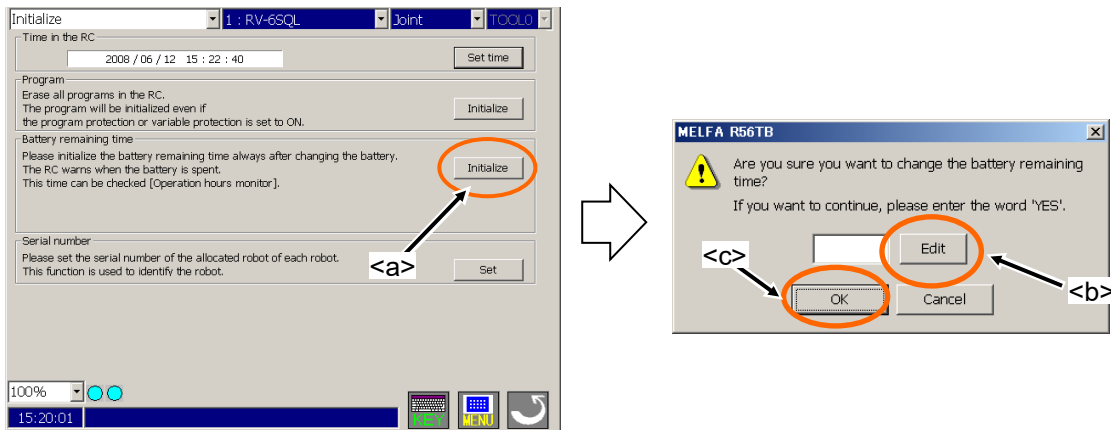 Initialize 1 : RV-6SQL Joint TOOL0
Time in the RC
2008 / 06 / 12 15 : 22 : 40 Set time
Program
Erase all programs in the RC.
The program will be initialized even if
the program protection or variable protection is set to ON.
Initialize
Battery remaining time
Please initialize the battery remaining time always after changing the battery.
The RC warns when the battery is spent.
This time can be checked [Operation hours monitor].
Initialize
<a>
Serial number
Please set the serial number of the allocated robot of each robot.
This function is used to identify the robot.
Set
100%
15:20:01
KEY MENU
MELFA R56TB
Are you sure you want to change the battery remaining
time?
If you want to continue, please enter the word 'YES'.
Edit
<c>
<b>
OK Cancel